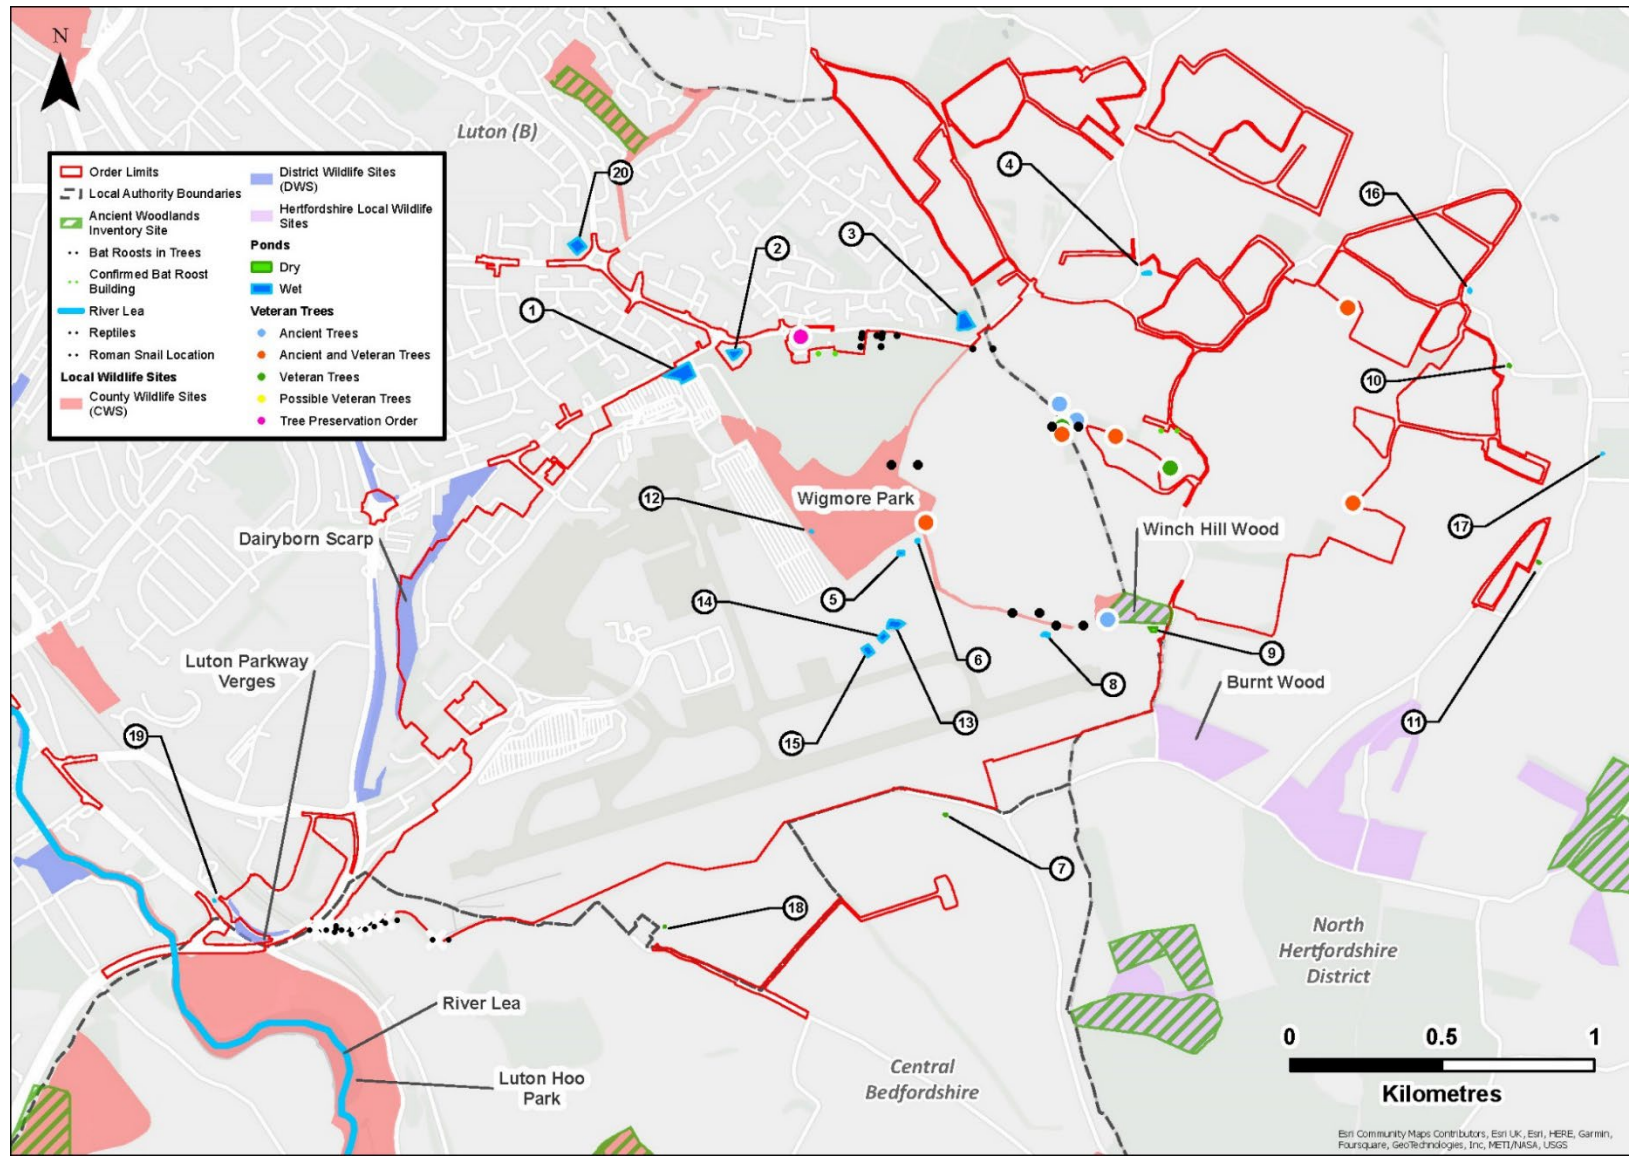 N
Luton (B)
Order Limits
Local Authority Boundaries
Ancient Woodlands
Inventory Site
Bat Roosts in Trees
Confirmed Bat Roost
Building
River Lea
Reptiles
Roman Snail Location
Local Wildlife Sites
County Wildlife Sites
(CWS)
District Wildlife Sites
(DWS)
Hertfordshire Local Wildlife
Sites
Ponds
Dry
Wet
Veteran Trees
Ancient Trees
Ancient and Veteran Trees
Veteran Trees
Possible Veteran Trees
Tree Preservation Order
20
4
16
3
2
1
10
17
12
Wigmore Park
Winch Hill Wood
Dairyborn Scarp
5
14
6
9
8
Burnt Wood
Luton Parkway
Verges
11
13
15
19
7
18
North
Hertfordshire
District
River Lea
Luton Hoo
Park
Central
Bedfordshire
0
0.5
1
Kilometres
Esri Community Maps Contributors, Esri UK, Esri, HERE, Garmin,
Foursquare, GeoTechnologies, Inc, METI/NASA, USGS